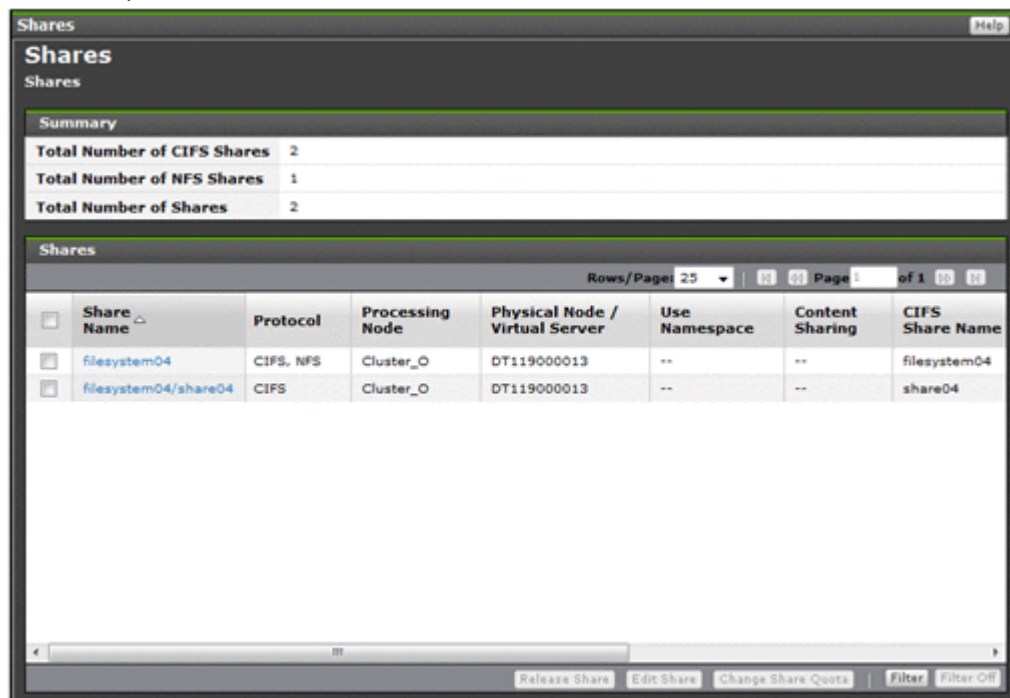 Shares Help
Shares
Shares
Summary
Total Number of CIFS Shares 2
Total Number of NFS Shares 1
Total Number of Shares 2
Shares
Rows/Page: 25 Page 1 of 1
Share Name Protocol Processing Node Physical Node / Virtual Server Use Namespace Content Sharing CIFS Share Name
filesystem04 CIFS, NFS Cluster_O DT119000013 -- -- filesystem04
filesystem04/share04 CIFS Cluster_O DT119000013 -- -- share04
Release Share Edit Share Change Share Quota Filter Filter Off